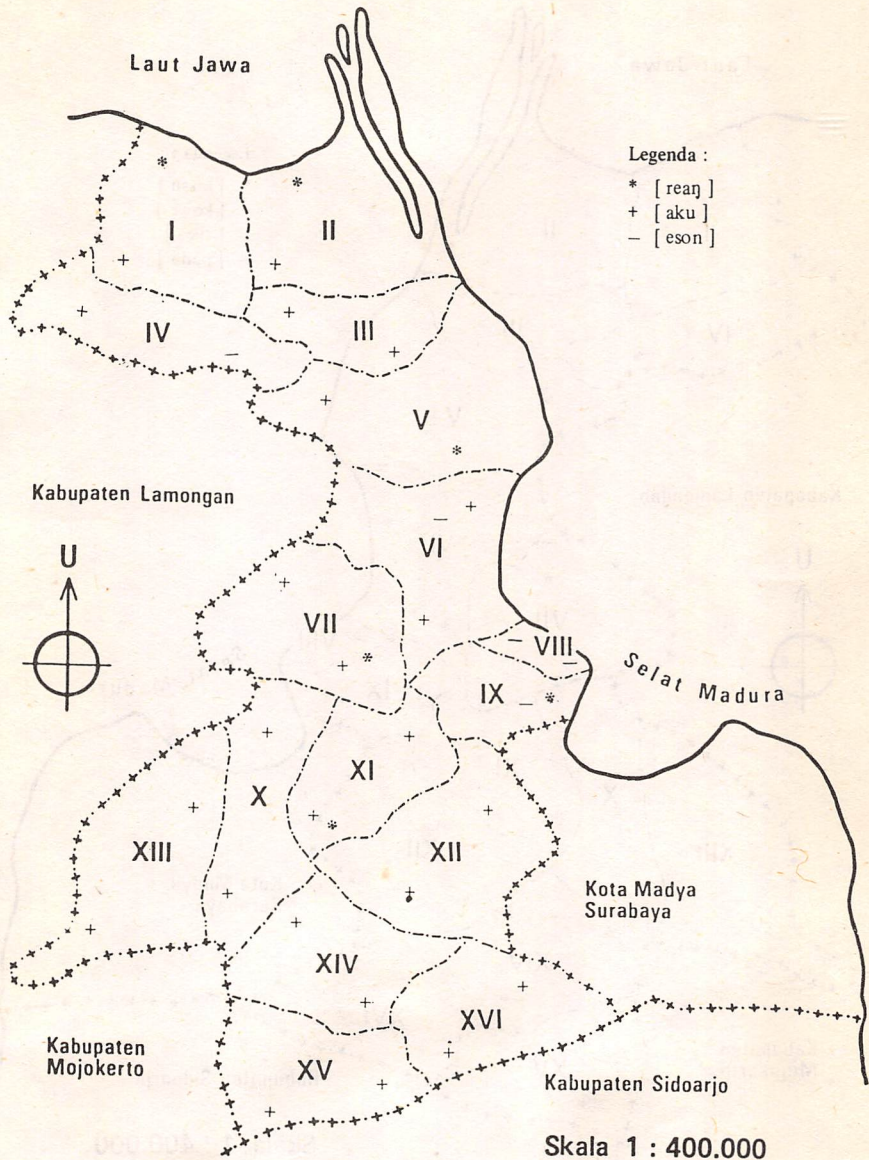 Laut Jawa
Legenda :
* [ reaŋ ]
+ [ aku ]
– [ eson ]
I
II
III
IV
V
Kabupaten Lamongan
U
VI
VII
VIII
Selat Madura
IX
X
XI
XII
XIII
Kota Madya
Surabaya
XIV
XVI
Kabupaten
Mojokerto
XV
Kabupaten Sidoarjo
Skala 1 : 400.000